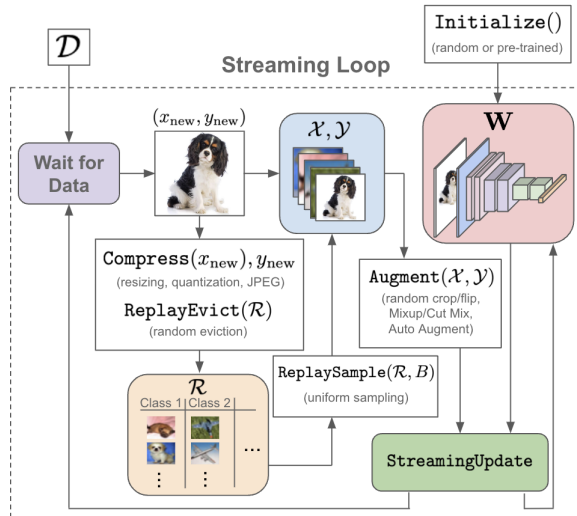 𝒟
Initialize()
(random or pre-trained)
Streaming Loop
Wait for
Data
(x_new, y_new)
𝒳, 𝒴
W
Compress(x_new), y_new
(resizing, quantization, JPEG)
ReplayEvict(ℛ)
(random eviction)
Augment(𝒳, 𝒴)
(random crop/flip,
Mixup/Cut Mix,
Auto Augment)
ℛ
Class 1 Class 2
...
⋮ ⋮
ReplaySample(ℛ, B)
(uniform sampling)
StreamingUpdate